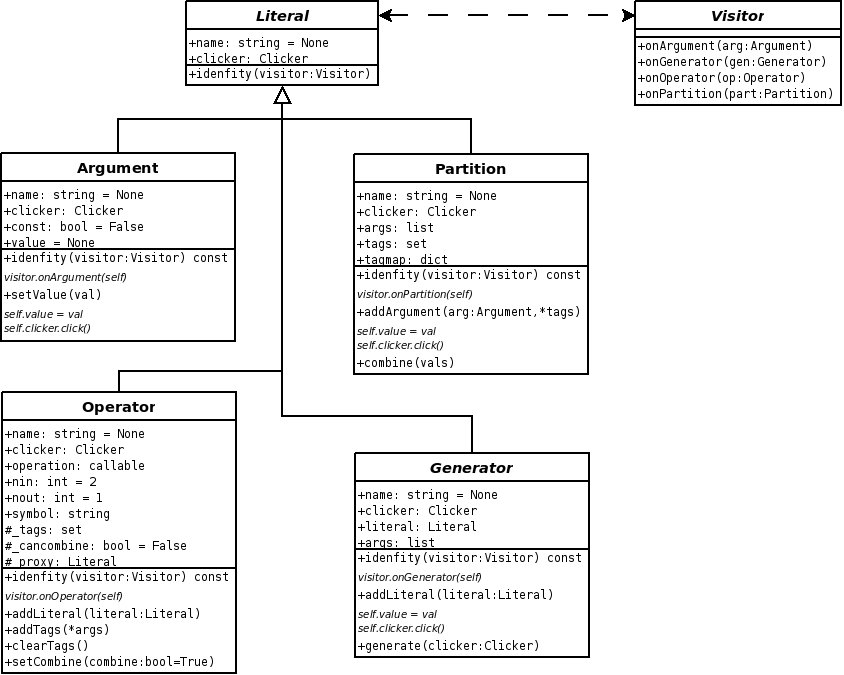 Literal
+name: string = None
+clicker: Clicker
+idenfity(visitor:Visitor)
Visitor
+onArgument(arg:Argument)
+onGenerator(gen:Generator)
+onOperator(op:Operator)
+onPartition(part:Partition)
Argument
+name: string = None
+clicker: Clicker
+const: bool = False
+value = None
+idenfity(visitor:Visitor) const
visitor.onArgument(self)
+setValue(val)
self.value = val
self.clicker.click()
Partition
+name: string = None
+clicker: Clicker
+args: list
+tags: set
+tagmap: dict
+idenfity(visitor:Visitor) const
visitor.onPartition(self)
+addArgument(arg:Argument,*tags)
self.value = val
self.clicker.click()
+combine(vals)
Operator
+name: string = None
+clicker: Clicker
+operation: callable
+nin: int = 2
+nout: int = 1
+symbol: string
#_tags: set
#_cancombine: bool = False
#_proxy: Literal
+idenfity(visitor:Visitor) const
visitor.onOperator(self)
+addLiteral(literal:Literal)
+addTags(*args)
+clearTags()
+setCombine(combine:bool=True)
Generator
+name: string = None
+clicker: Clicker
+literal: Literal
+args: list
+idenfity(visitor:Visitor) const
visitor.onGenerator(self)
+addLiteral(literal:Literal)
self.value = val
self.clicker.click()
+generate(clicker:Clicker)